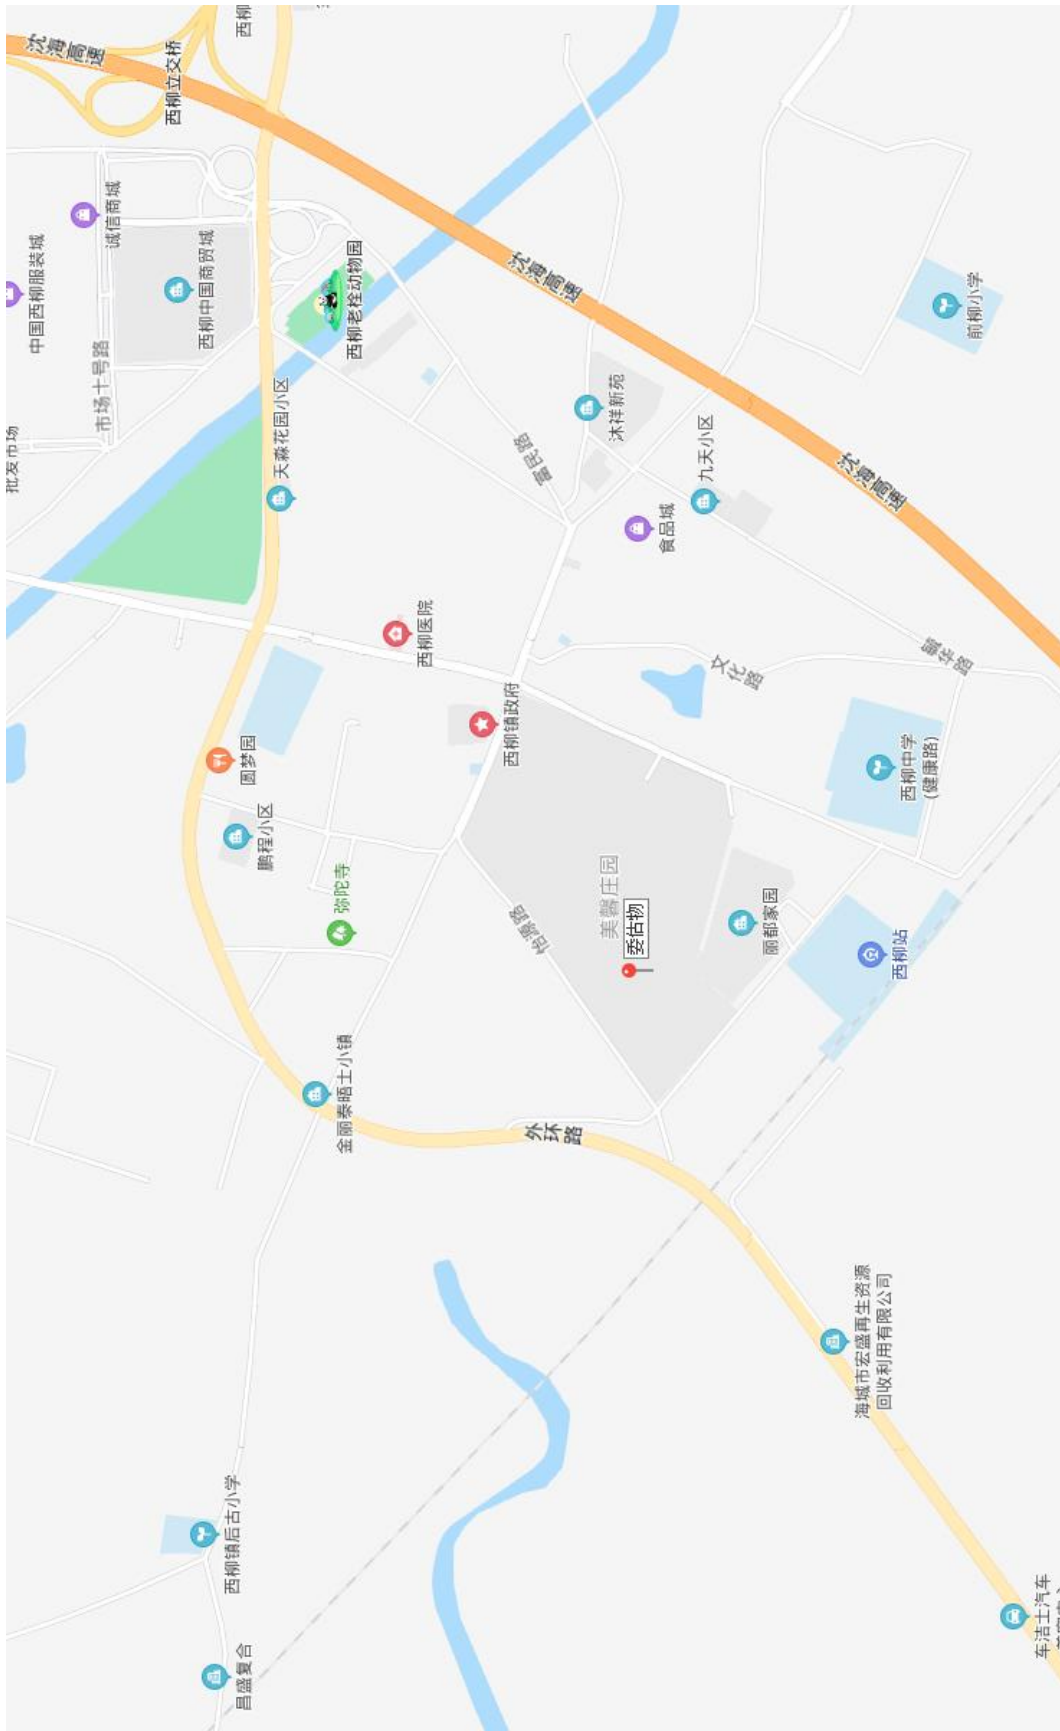 沈海高速
西柳立交桥
西柳
诚信商城
中国西柳服装城
西柳中国商贸城
市场十号路
批发市场
西柳老栓动物园
天森花园小区
沈海高速
前柳小学
沐祥新苑
富民路
九天小区
食品城
沈海高速
西柳医院
文化路
毓华路
西柳镇政府
圆梦园
鹏程小区
弥陀寺
西柳中学
(健康路)
美馨庄园
委估物
怡源路
丽都家园
西柳站
金丽泰晤士小镇
外环路
海城市宏盛再生资源
回收利用有限公司
西柳镇后古小学
昌盛复合
车洁士汽车